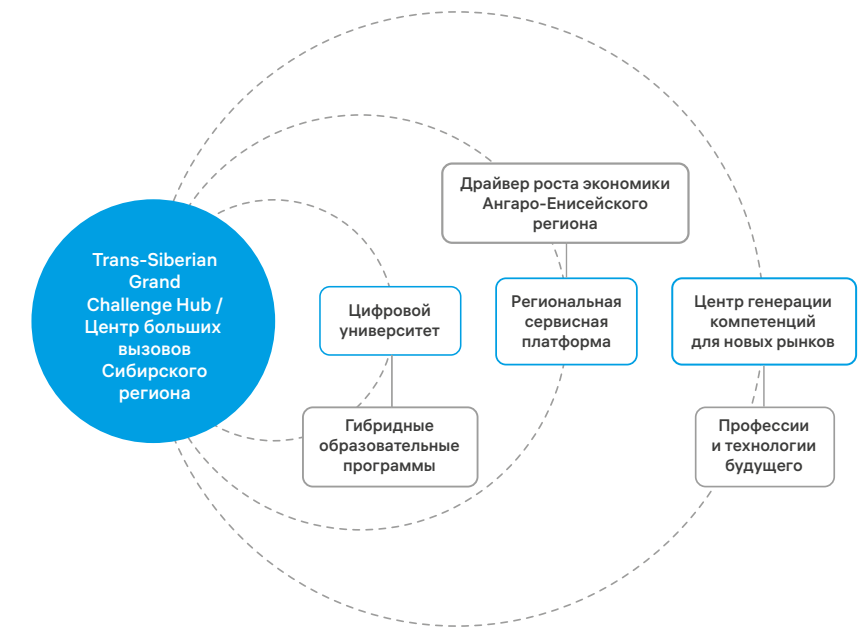 Trans-Siberian
Grand
Challenge Hub /
Центр больших
вызовов
Сибирского
региона
Цифровой
университет
Гибридные
образовательные
программы
Драйвер роста экономики
Ангаро-Енисейского
региона
Региональная
сервисная
платформа
Центр генерации
компетенций
для новых рынков
Профессии
и технологии
будущего